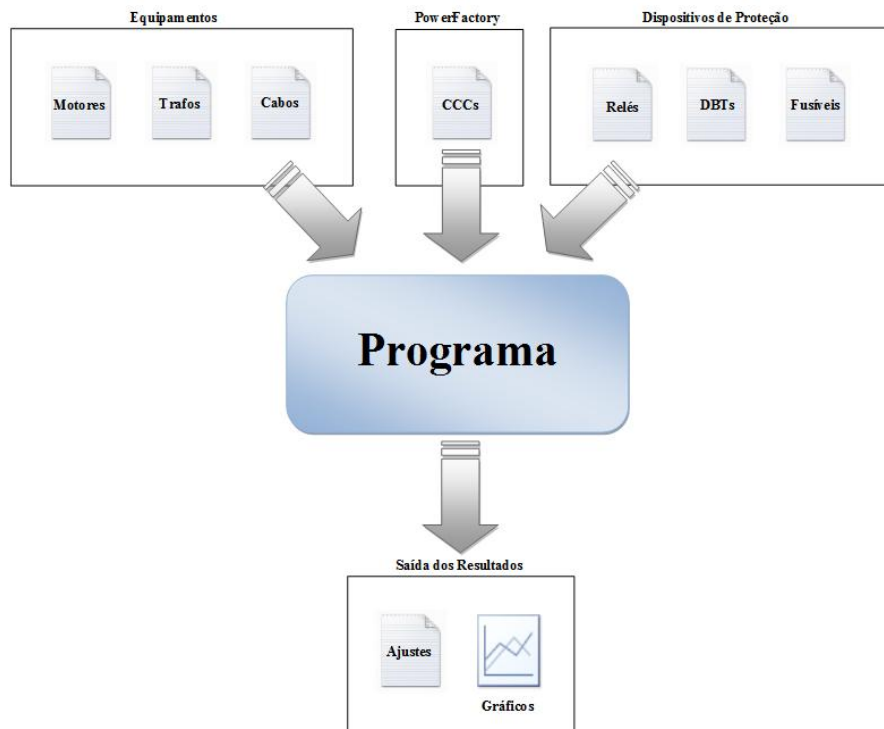 Equipamentos
PowerFactory
Dispositivos de Proteção
Motores
Trafos
Cabos
CCCs
Relés
DBTs
Fusíveis
Programa
Saída dos Resultados
Ajustes
Gráficos